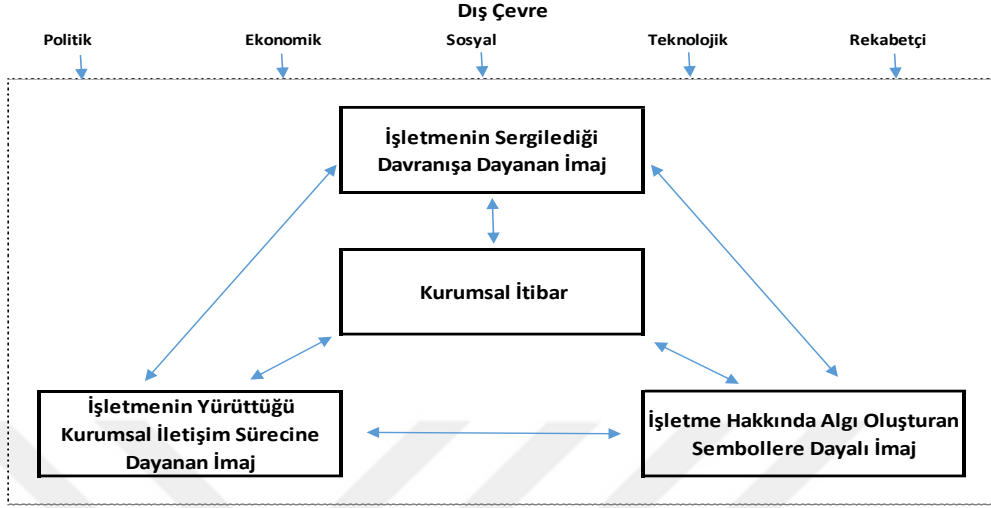 Dış Çevre
Politik
Ekonomik
Sosyal
Teknolojik
Rekabetçi
İşletmenin Sergilediği
Davranışa Dayanan İmaj
Kurumsal İtibar
İşletmenin Yürüttüğü
Kurumsal İletişim Sürecine
Dayanan İmaj
İşletme Hakkında Algı Oluşturan
Sembollere Dayalı İmaj